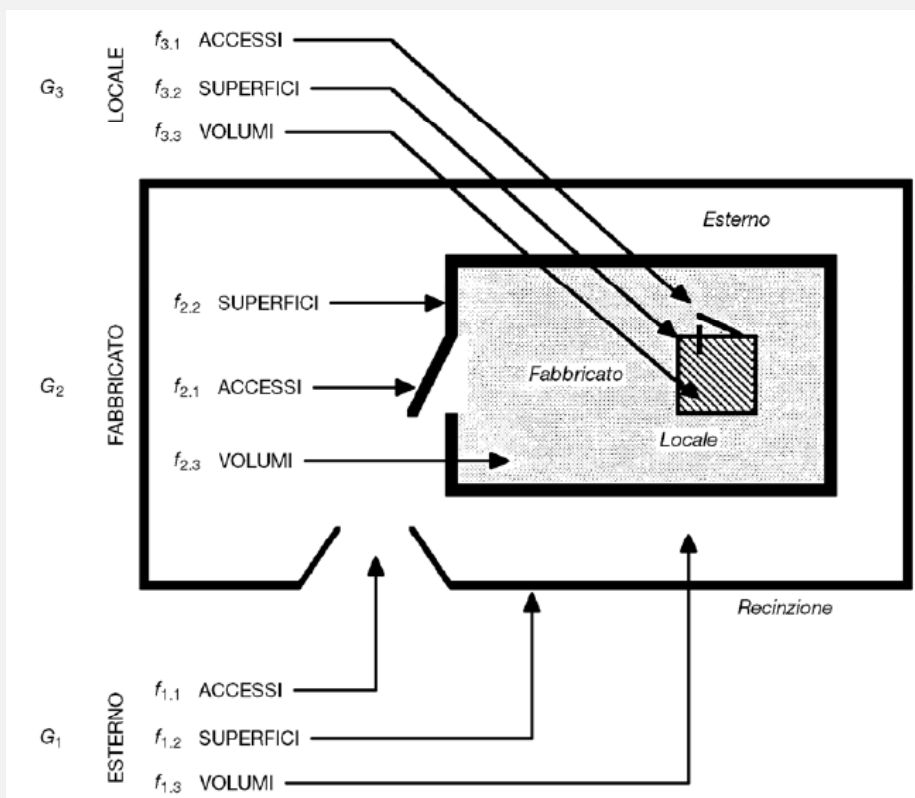 G3 LOCALE
f3.1 ACCESSI
f3.2 SUPERFICI
f3.3 VOLUMI
Esterno
G2 FABBRICATO
f2.2 SUPERFICI
f2.1 ACCESSI
f2.3 VOLUMI
Fabbricato
Locale
Recinzione
G1 ESTERNO
f1.1 ACCESSI
f1.2 SUPERFICI
f1.3 VOLUMI